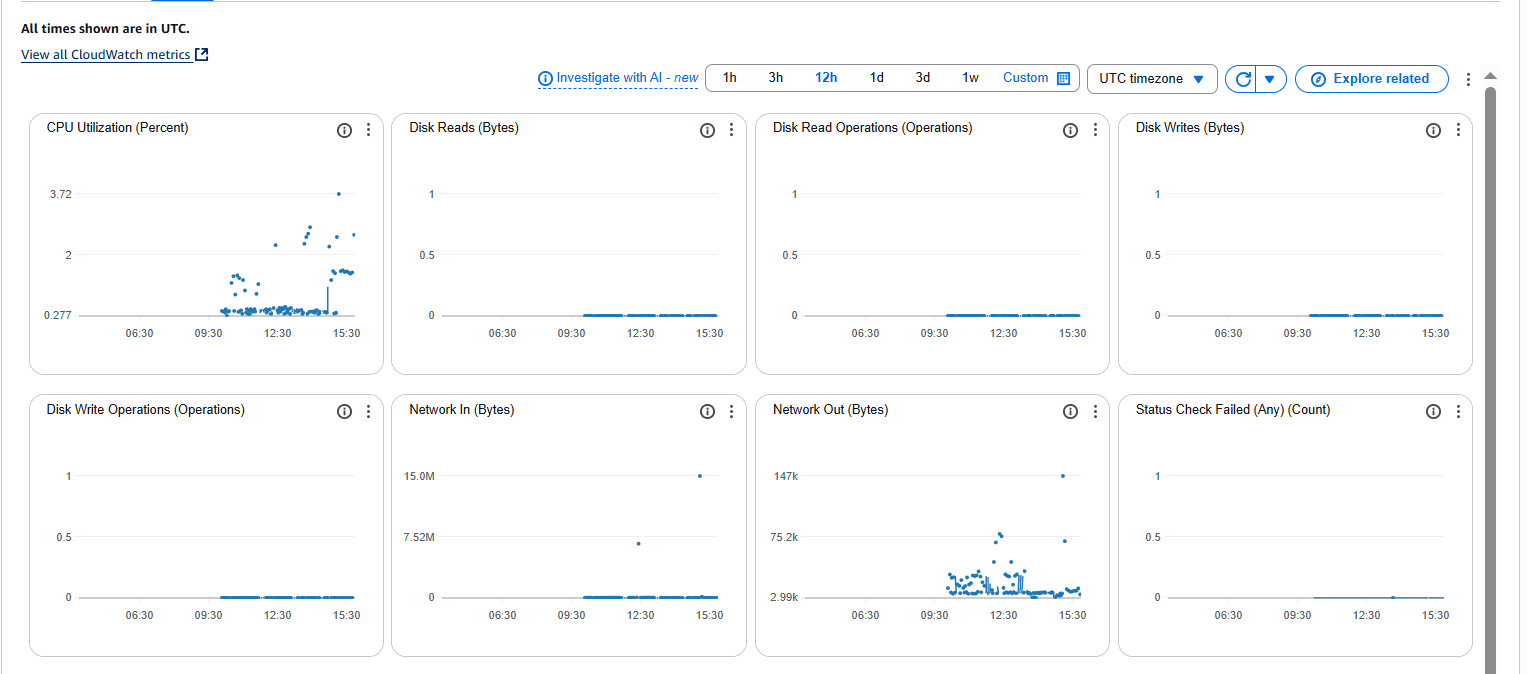 All times shown are in UTC.
View all CloudWatch metrics
Investigate with AI - new
1h 3h 12h 1d 3d 1w Custom
UTC timezone
Explore related
CPU Utilization (Percent)
3.72
2
0.277
06:30 09:30 12:30 15:30
Disk Reads (Bytes)
1
0.5
0
06:30 09:30 12:30 15:30
Disk Read Operations (Operations)
1
0.5
0
06:30 09:30 12:30 15:30
Disk Writes (Bytes)
1
0.5
0
06:30 09:30 12:30 15:30
Disk Write Operations (Operations)
1
0.5
0
06:30 09:30 12:30 15:30
Network In (Bytes)
15.0M
7.52M
0
06:30 09:30 12:30 15:30
Network Out (Bytes)
147k
75.2k
2.99k
06:30 09:30 12:30 15:30
Status Check Failed (Any) (Count)
1
0.5
0
06:30 09:30 12:30 15:30